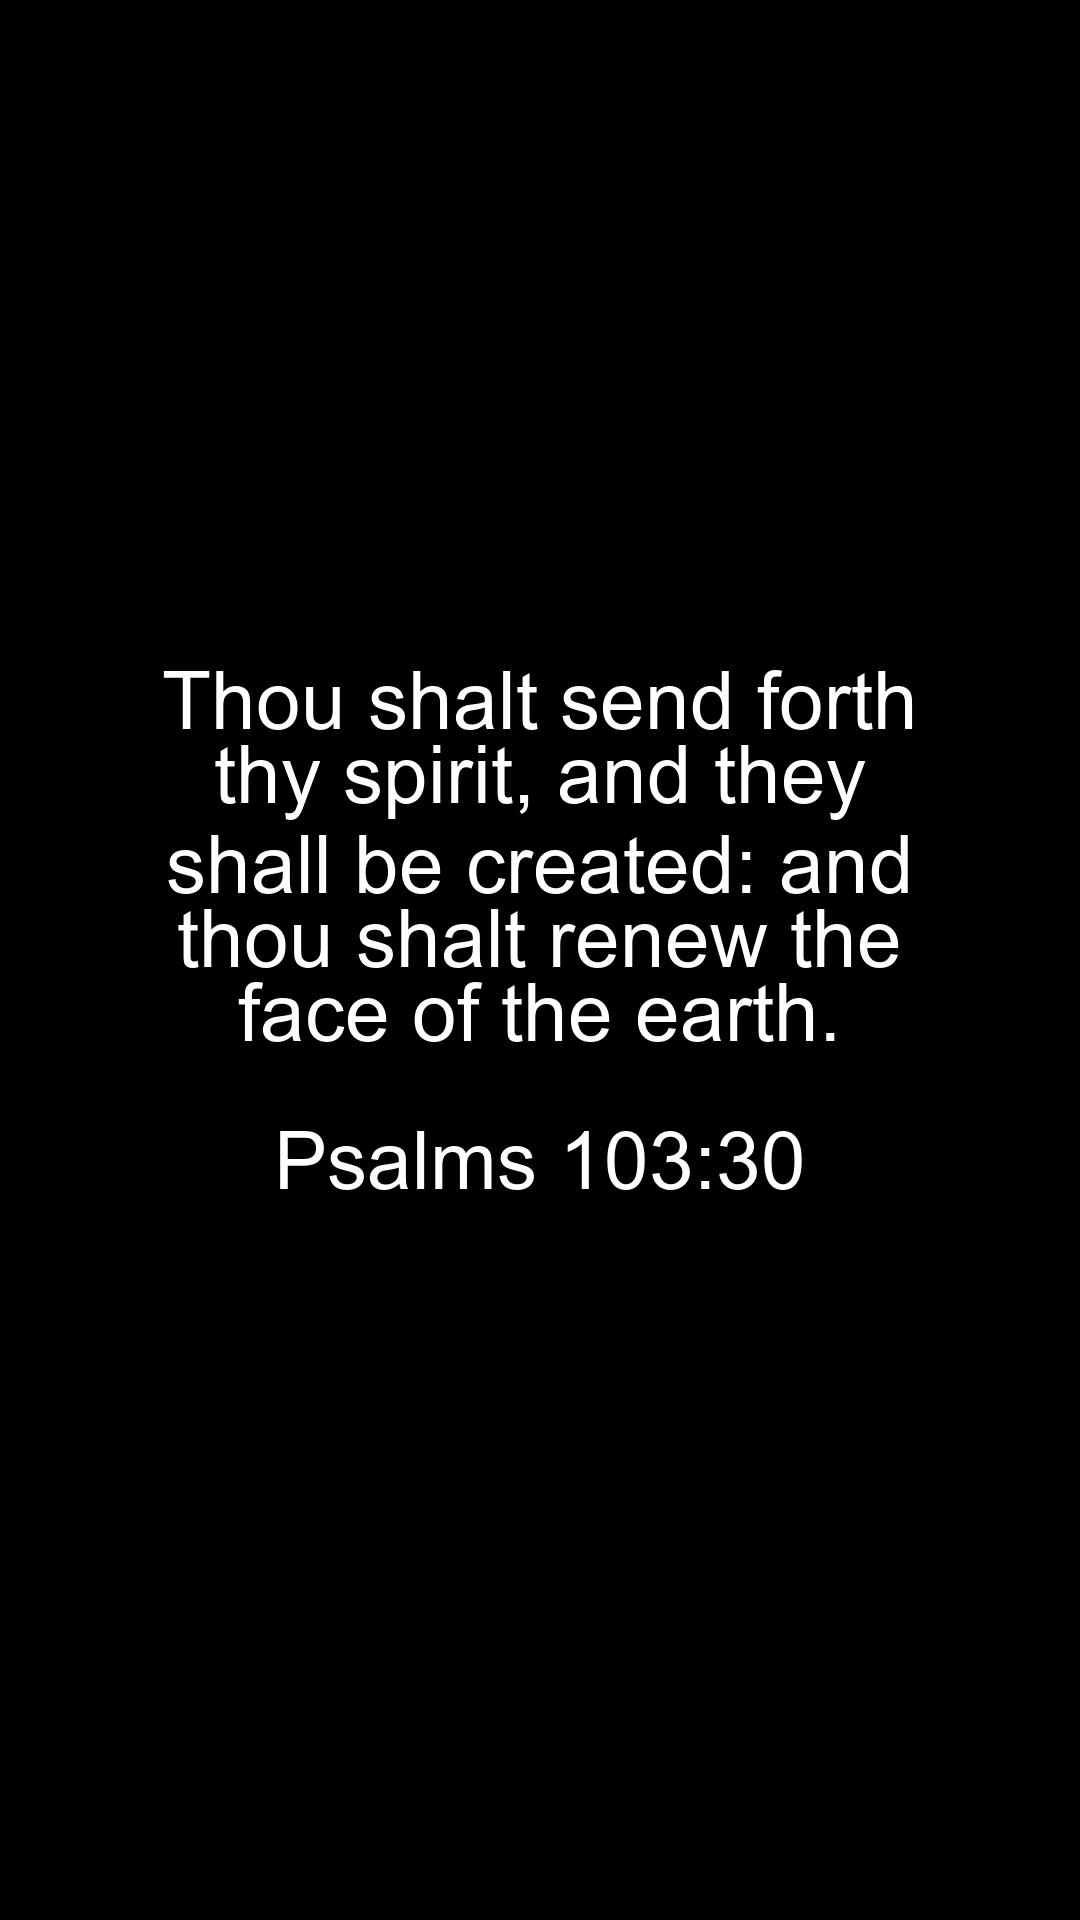 Thou shalt send forth
thy spirit, and they
shall be created: and
thou shalt renew the
face of the earth.
Psalms 103:30